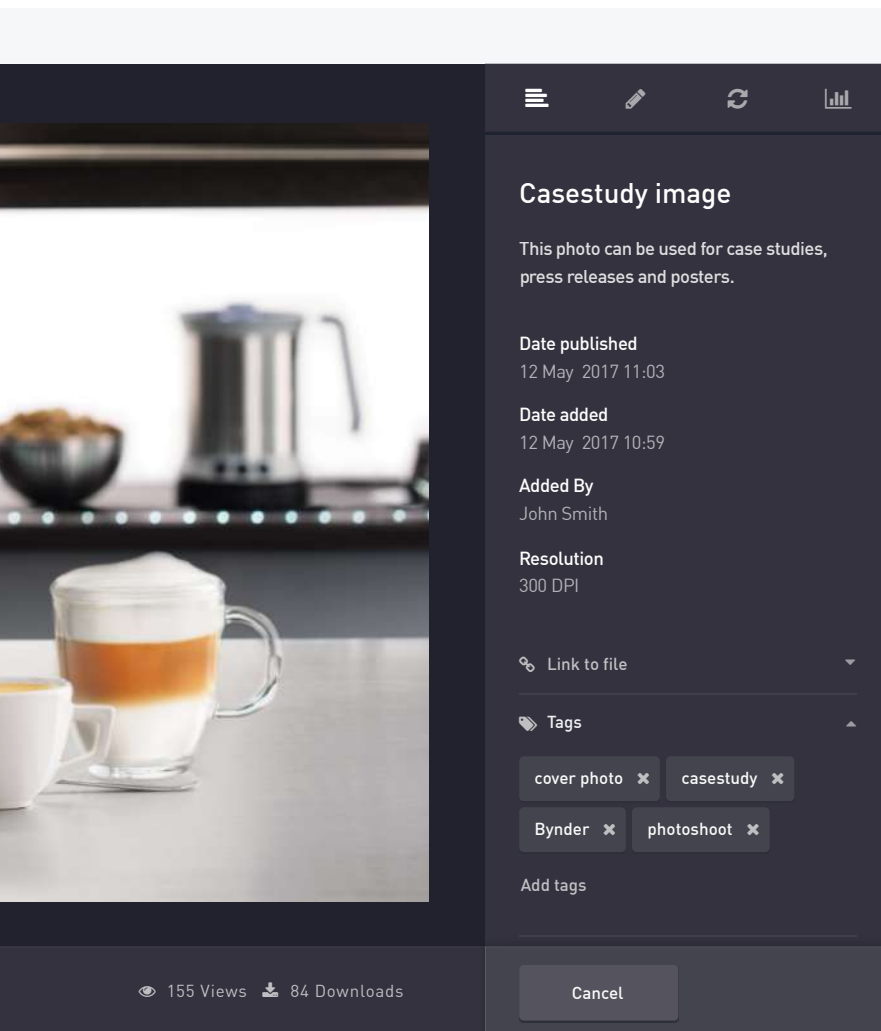 Casestudy image
This photo can be used for case studies,
press releases and posters.
Date published
12 May 2017 11:03
Date added
12 May 2017 10:59
Added By
John Smith
Resolution
300 DPI
Link to file
Tags
cover photo casestudy
Bynder photoshoot
Add tags
155 Views 84 Downloads
Cancel